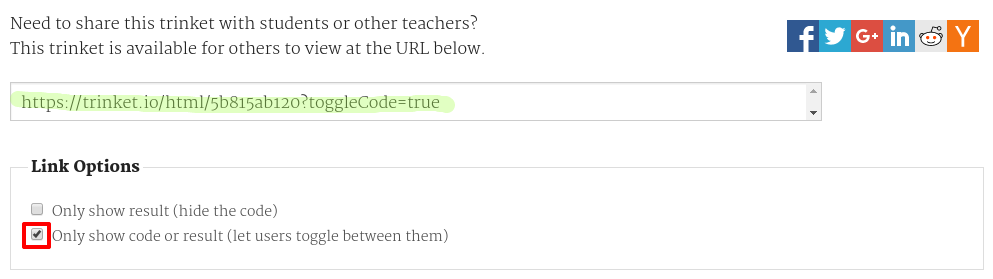 Need to share this trinket with students or other teachers?
This trinket is available for others to view at the URL below.
f G+ in Y
https://trinket.io/html/5b815ab120?toggleCode=true
Link Options
Only show result (hide the code)
Only show code or result (let users toggle between them)